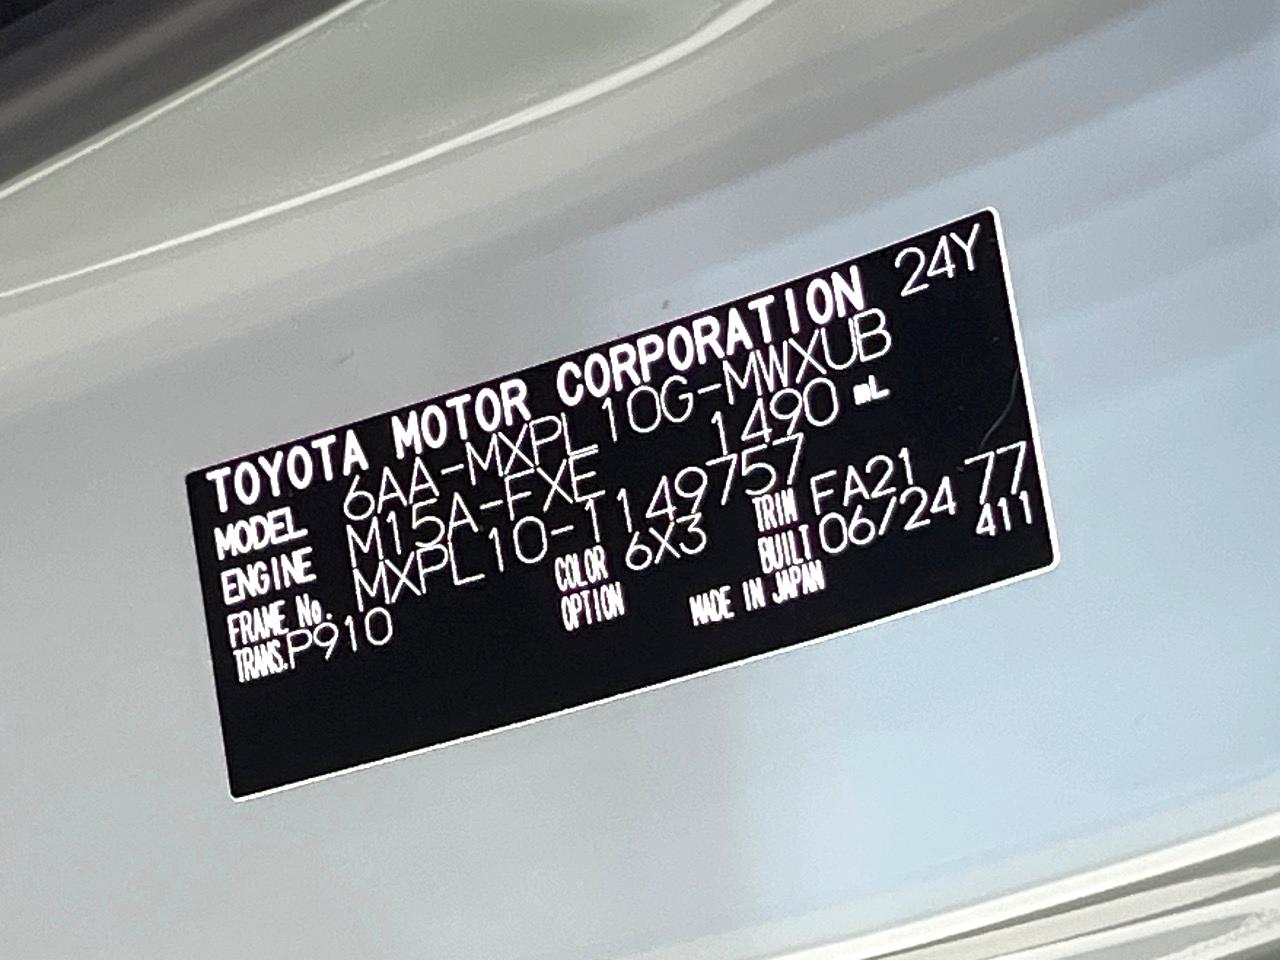 TOYOTA MOTOR CORPORATION 24Y
MODEL 6AA-MXPL10G-MWXUB
ENGINE M15A-FXE 1490 mL
FRAME No. MXPL10-1149757
TRANS. P910 COLOR 6X3 TRIM FA21 77
OPTION BUILT 06/24 411
MADE IN JAPAN